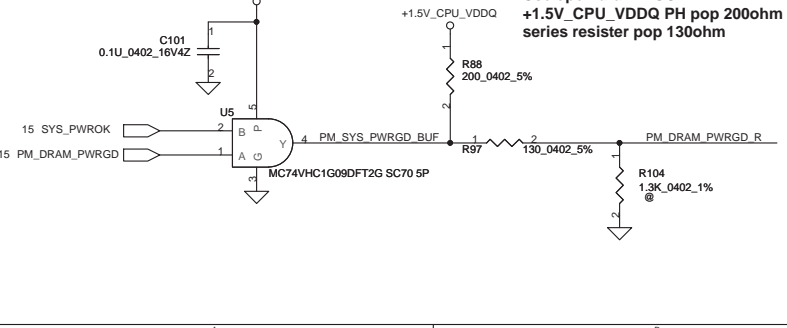 +1.5V_CPU_VDDQ
+1.5V_CPU_VDDQ PH pop 200ohm
series resister pop 130ohm
1
C101
0.1U_0402_16V4Z
2
1
R88
200_0402_5%
2
U5
5
15 SYS_PWROK
2
B
P
Y
4
PM_SYS_PWRGD_BUF
1
R97
2
130_0402_5%
PM_DRAM_PWRGD_R
15 PM_DRAM_PWRGD
1
A
G
3
MC74VHC1G09DFT2G SC70 5P
1
R104
1.3K_0402_1%
@
2